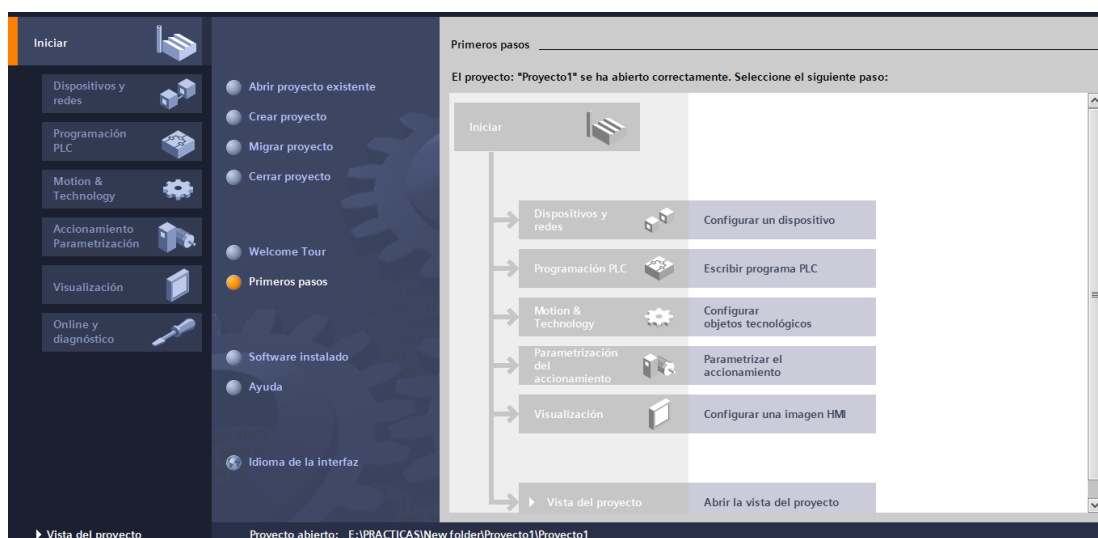 Iniciar
Dispositivos y
redes
Programación
PLC
Motion &
Technology
Accionamiento
Parametrización
Visualización
Online y
diagnóstico
Vista del proyecto
Abrir proyecto existente
Crear proyecto
Migrar proyecto
Cerrar proyecto
Welcome Tour
Primeros pasos
Software instalado
Ayuda
Idioma de la interfaz
Primeros pasos
El proyecto: "Proyecto1" se ha abierto correctamente. Seleccione el siguiente paso:
Iniciar
Dispositivos y
redes
Configurar un dispositivo
Programación PLC
Escribir programa PLC
Motion &
Technology
Configurar
objetos tecnológicos
Parametrización
del
accionamiento
Parametrizar el
accionamiento
Visualización
Configurar una imagen HMI
Vista del proyecto
Abrir la vista del proyecto
Proyecto abierto: E:\PRACTICAS\New folder\Proyecto1\Proyecto1